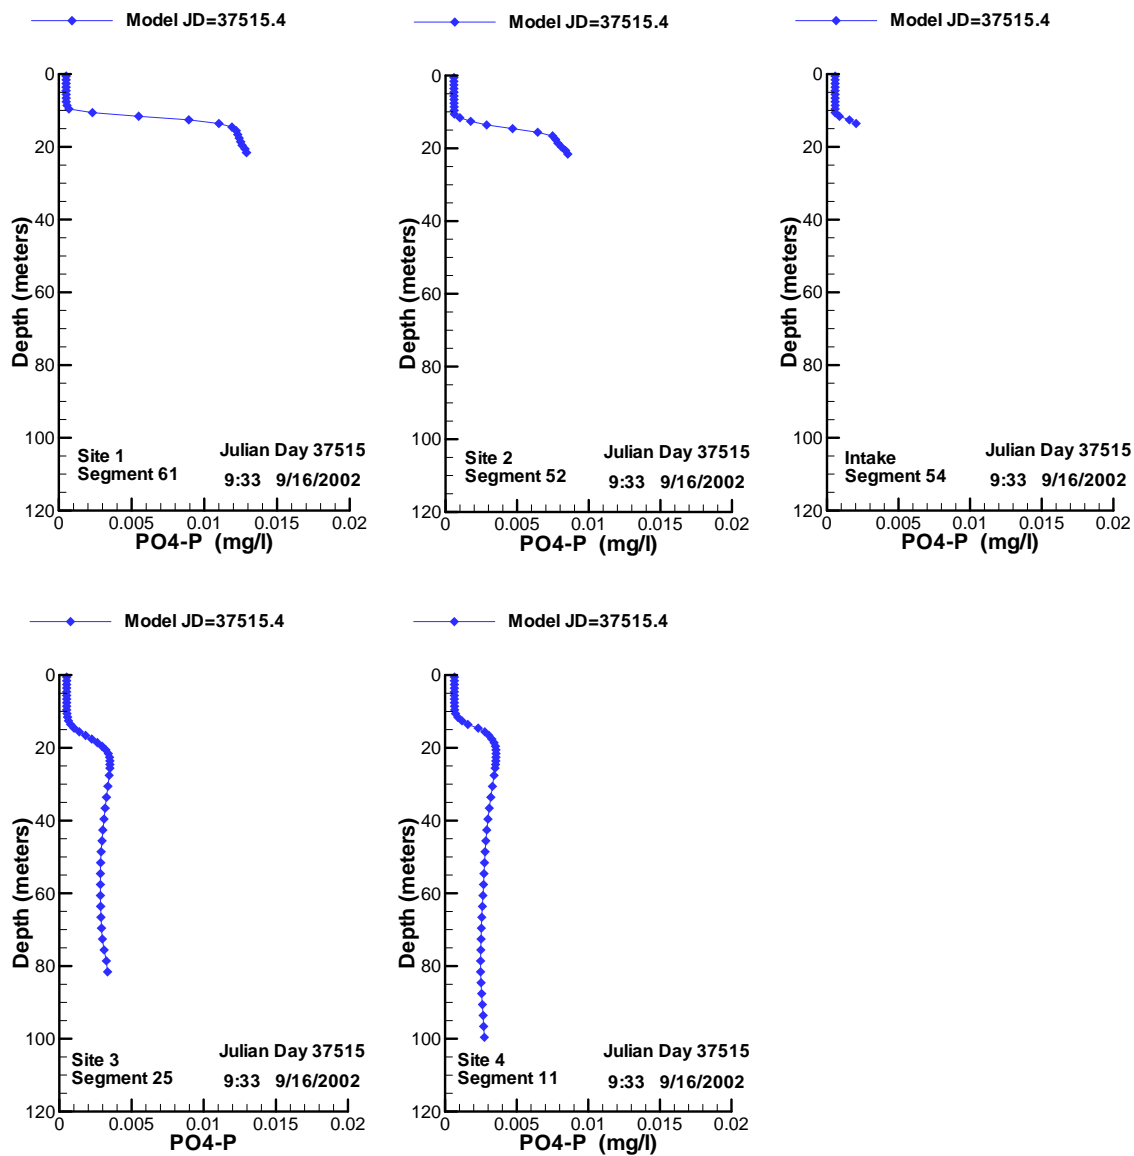 Model JD=37515.4
0
20
40
60
80
100
120
Depth (meters)
Site 1
Segment 61
Julian Day 37515
9:33 9/16/2002
0 0.005 0.01 0.015 0.02
PO4-P (mg/l)
Model JD=37515.4
0
20
40
60
80
100
120
Depth (meters)
Site 2
Segment 52
Julian Day 37515
9:33 9/16/2002
0 0.005 0.01 0.015 0.02
PO4-P (mg/l)
Model JD=37515.4
0
20
40
60
80
100
120
Depth (meters)
Intake
Segment 54
Julian Day 37515
9:33 9/16/2002
0 0.005 0.01 0.015 0.02
PO4-P (mg/l)
Model JD=37515.4
0
20
40
60
80
100
120
Depth (meters)
Site 3
Segment 25
Julian Day 37515
9:33 9/16/2002
0 0.005 0.01 0.015 0.02
PO4-P
Model JD=37515.4
0
20
40
60
80
100
120
Depth (meters)
Site 4
Segment 11
Julian Day 37515
9:33 9/16/2002
0 0.005 0.01 0.015 0.02
PO4-P (mg/l)